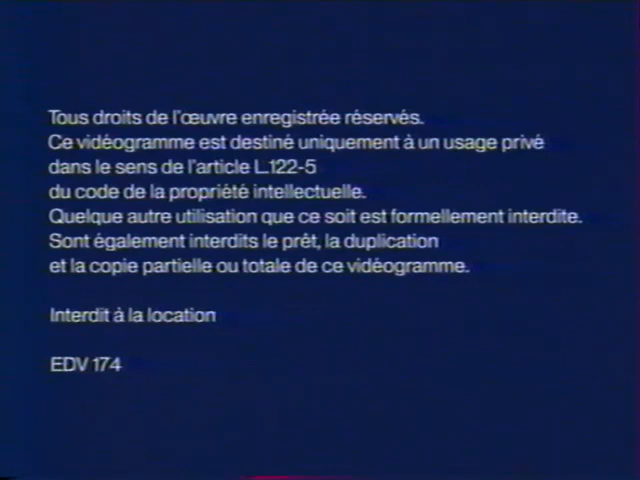 Tous droits de l'œuvre enregistrée réservés.
Ce vidéogramme est destiné uniquement à un usage privé
dans le sens de l'article L.122-5
du code de la propriété intellectuelle.
Quelque autre utilisation que ce soit est formellement interdite.
Sont également interdits le prêt, la duplication
et la copie partielle ou totale de ce vidéogramme.
Interdit à la location
EDV 174